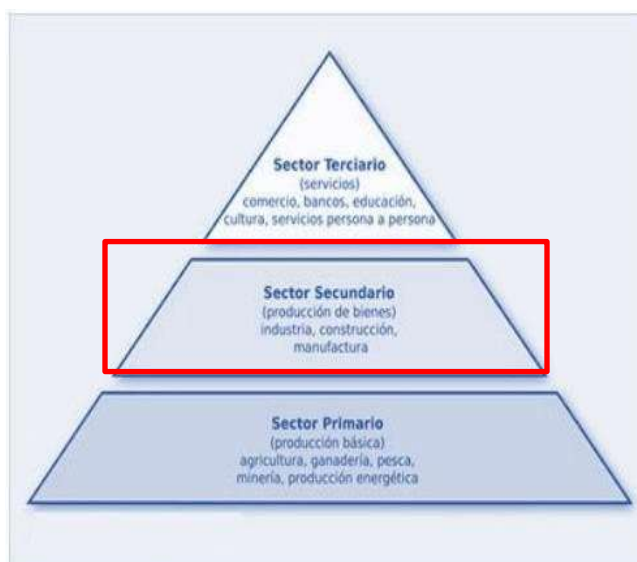 Sector Terciario
(servicios)
comercio, bancos, educación,
cultura, servicios persona a persona
Sector Secundario
(producción de bienes)
industria, construcción,
manufactura
Sector Primario
(producción básica)
agricultura, ganadería, pesca,
minería, producción energética